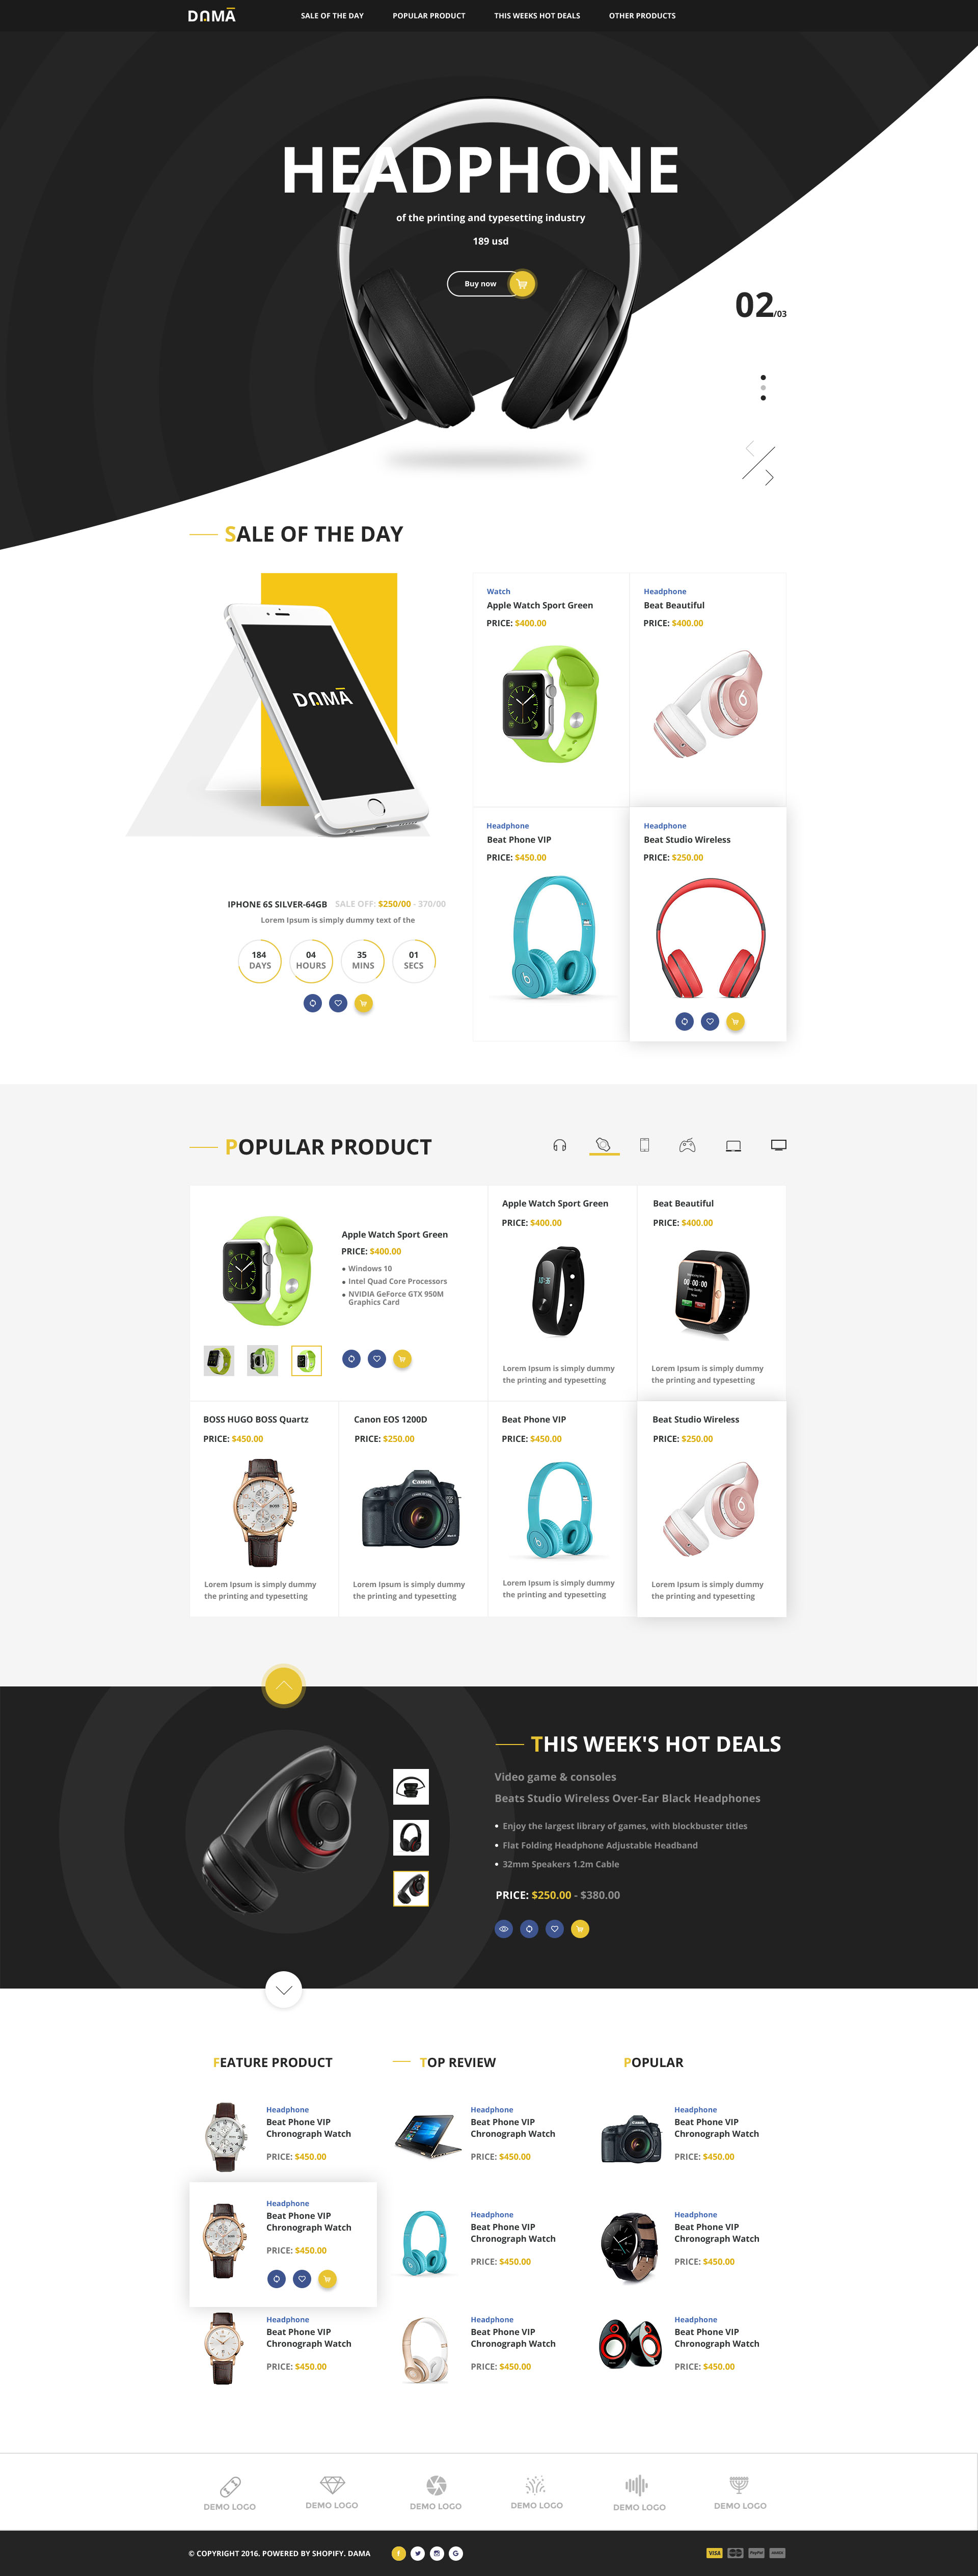 DAMA
SALE OF THE DAY
POPULAR PRODUCT
THIS WEEKS HOT DEALS
OTHER PRODUCTS
HEADPHONE
of the printing and typesetting industry
189 usd
Buy now
02/03
SALE OF THE DAY
DAMA
IPHONE 6S SILVER-64GB SALE OFF: $250/00 - 370/00
Lorem Ipsum is simply dummy text of the
184
DAYS
04
HOURS
35
MINS
01
SECS
Watch
Apple Watch Sport Green
PRICE: $400.00
Headphone
Beat Beautiful
PRICE: $400.00
Headphone
Beat Phone VIP
PRICE: $450.00
Headphone
Beat Studio Wireless
PRICE: $250.00
POPULAR PRODUCT
Apple Watch Sport Green
PRICE: $400.00
Windows 10
Intel Quad Core Processors
NVIDIA GeForce GTX 950M
Graphics Card
Apple Watch Sport Green
PRICE: $400.00
10:36
Lorem Ipsum is simply dummy
the printing and typesetting
Beat Beautiful
PRICE: $400.00
00 :00 :00
Lorem Ipsum is simply dummy
the printing and typesetting
BOSS HUGO BOSS Quartz
PRICE: $450.00
BOSS
Lorem Ipsum is simply dummy
the printing and typesetting
Canon EOS 1200D
PRICE: $250.00
Canon
Lorem Ipsum is simply dummy
the printing and typesetting
Beat Phone VIP
PRICE: $450.00
Lorem Ipsum is simply dummy
the printing and typesetting
Beat Studio Wireless
PRICE: $250.00
Lorem Ipsum is simply dummy
the printing and typesetting
THIS WEEK'S HOT DEALS
Video game & consoles
Beats Studio Wireless Over-Ear Black Headphones
Enjoy the largest library of games, with blockbuster titles
Flat Folding Headphone Adjustable Headband
32mm Speakers 1.2m Cable
PRICE: $250.00 - $380.00
FEATURE PRODUCT
Headphone
Beat Phone VIP
Chronograph Watch
PRICE: $450.00
Headphone
Beat Phone VIP
Chronograph Watch
PRICE: $450.00
Headphone
Beat Phone VIP
Chronograph Watch
PRICE: $450.00
TOP REVIEW
Headphone
Beat Phone VIP
Chronograph Watch
PRICE: $450.00
Headphone
Beat Phone VIP
Chronograph Watch
PRICE: $450.00
Headphone
Beat Phone VIP
Chronograph Watch
PRICE: $450.00
POPULAR
Headphone
Beat Phone VIP
Chronograph Watch
PRICE: $450.00
Headphone
Beat Phone VIP
Chronograph Watch
PRICE: $450.00
Headphone
Beat Phone VIP
Chronograph Watch
PRICE: $450.00
DEMO LOGO
DEMO LOGO
DEMO LOGO
DEMO LOGO
DEMO LOGO
DEMO LOGO
© COPYRIGHT 2016. POWERED BY SHOPIFY. DAMA
VISA
PayPal